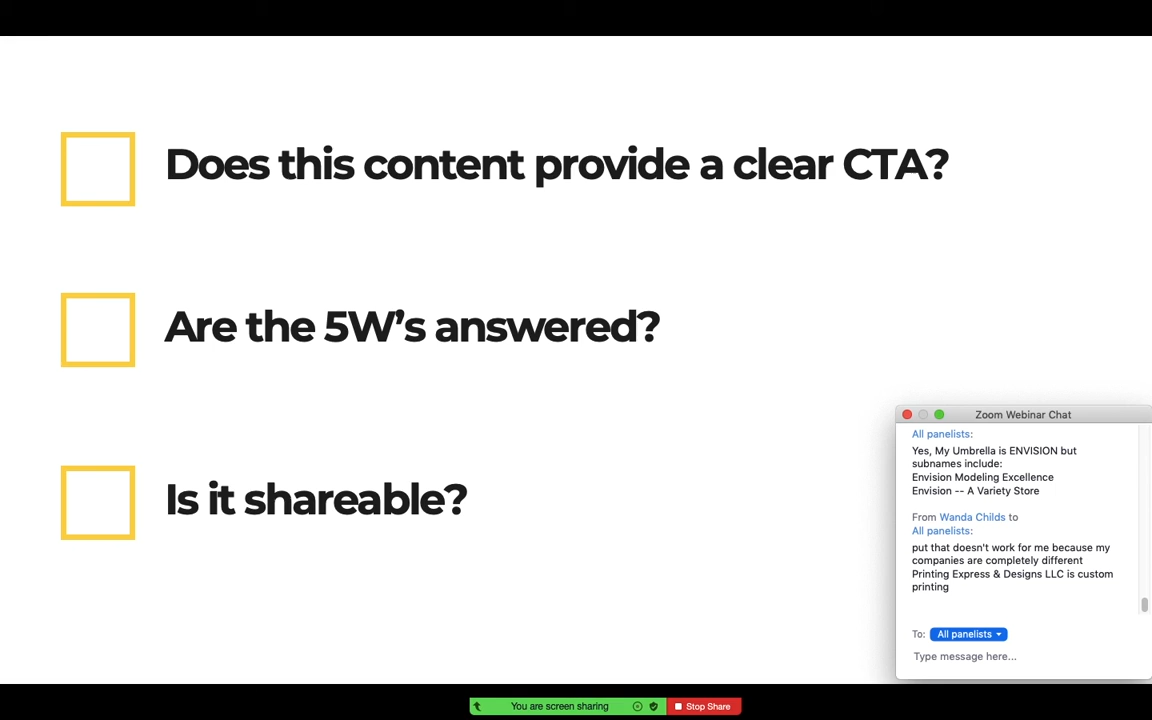 Does this content provide a clear CTA?
Are the 5W’s answered?
Is it shareable?
Zoom Webinar Chat
All panelists:
Yes, My Umbrella is ENVISION but
subnames include:
Envision Modeling Excellence
Envision -- A Variety Store
From Wanda Childs to
All panelists:
put that doesn't work for me because my
companies are completely different
Printing Express & Designs LLC is custom
printing
To: All panelists
Type message here...
You are screen sharing
Stop Share